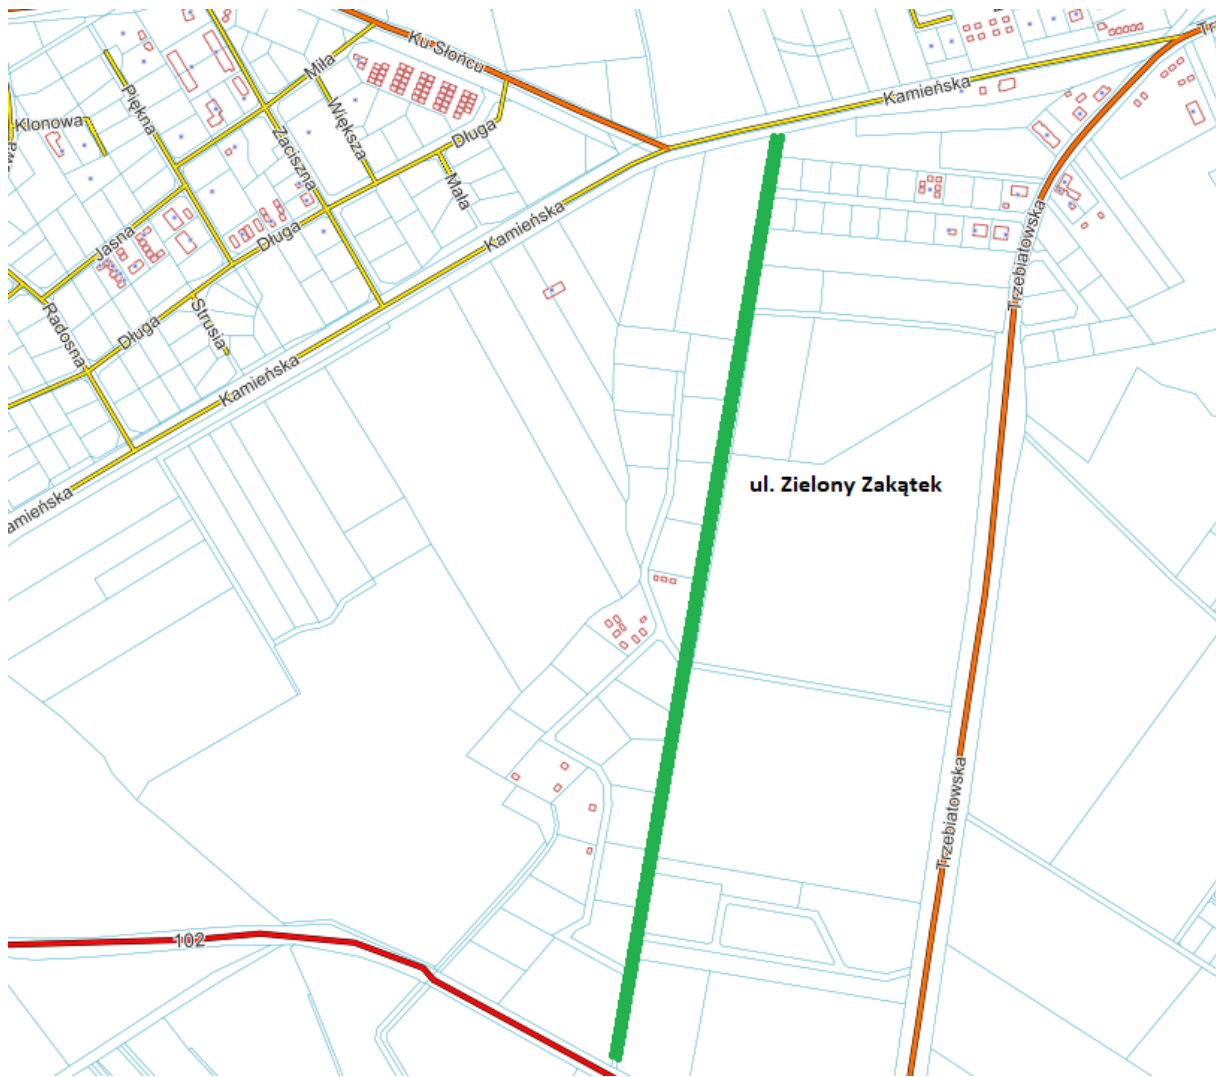 Ku Słońcu
Miła
Kamieńska
Piękna
Klonowa
Większa
Zaciszna
Długa
Mała
Trzebiatowska
Jasna
Długa
Kamieńska
Radosna
Długa
Strusia
Kamieńska
amieńska
ul. Zielony Zakątek
Trzebiatowska
102